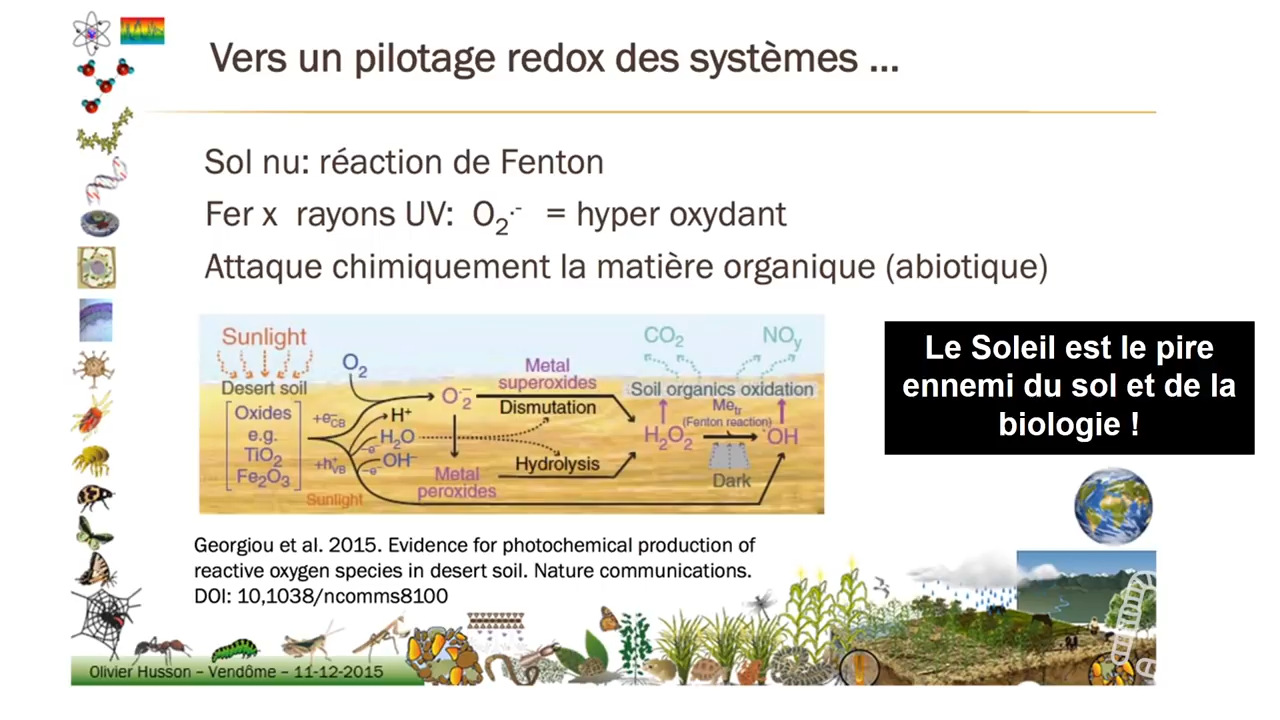 Vers un pilotage redox des systèmes ...
Sol nu: réaction de Fenton
Fer x rayons UV: O₂·⁻ = hyper oxydant
Attaque chimiquement la matière organique (abiotique)
Le Soleil est le pire
ennemi du sol et de la
biologie !
Sunlight
Desert soil
Oxides
e.g.
TiO₂
Fe₂O₃
Sunlight
O₂
+e⁻CB
+h⁺VB
H⁺
H₂O
-e⁻
OH⁻
-e⁻
O₂·⁻
Metal
superoxides
Dismutation
Hydrolysis
Metal
peroxides
CO₂
NOy
Soil organics oxidation
Metr
(Fenton reaction)
H₂O₂
·OH
Dark
Georgiou et al. 2015. Evidence for photochemical production of
reactive oxygen species in desert soil. Nature communications.
DOI: 10,1038/ncomms8100
Olivier Husson – Vendôme – 11-12-2015